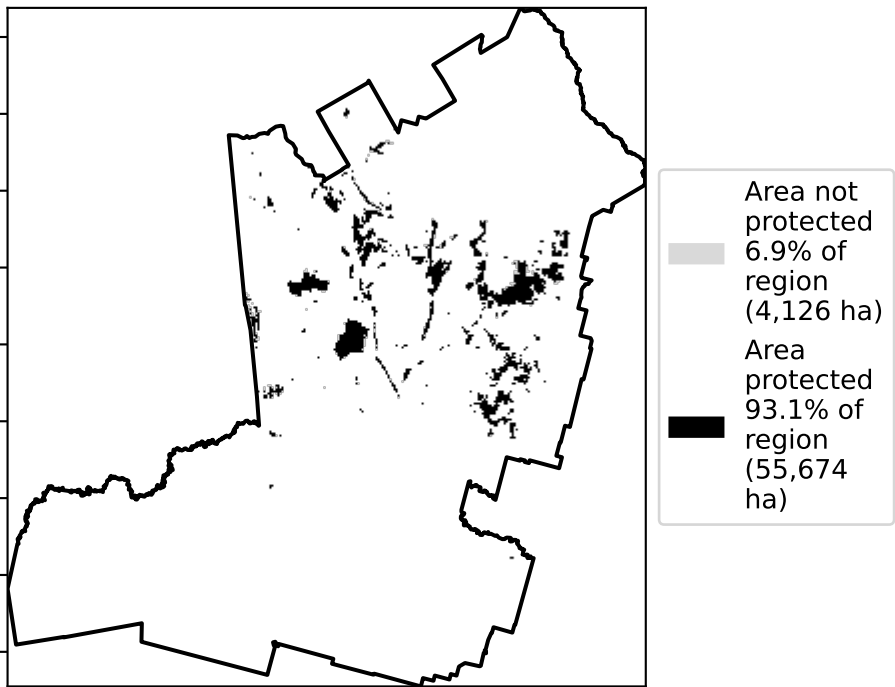 Area not
protected
6.9% of
region
(4,126 ha)
Area
protected
93.1% of
region
(55,674
ha)